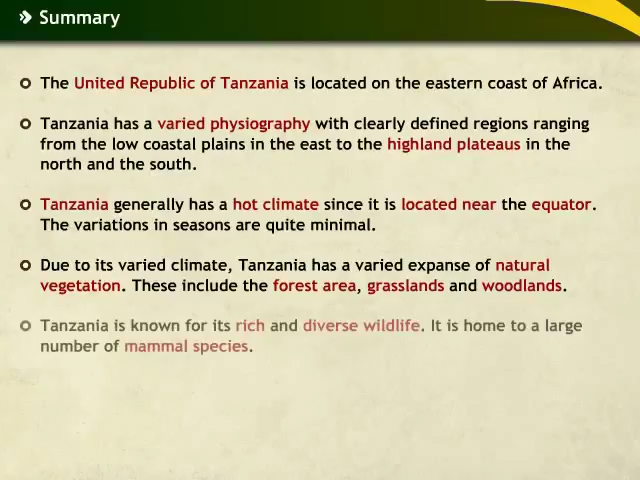 Summary
The United Republic of Tanzania is located on the eastern coast of Africa.
Tanzania has a varied physiography with clearly defined regions ranging
from the low coastal plains in the east to the highland plateaus in the
north and the south.
Tanzania generally has a hot climate since it is located near the equator.
The variations in seasons are quite minimal.
Due to its varied climate, Tanzania has a varied expanse of natural
vegetation. These include the forest area, grasslands and woodlands.
Tanzania is known for its rich and diverse wildlife. It is home to a large
number of mammal species.